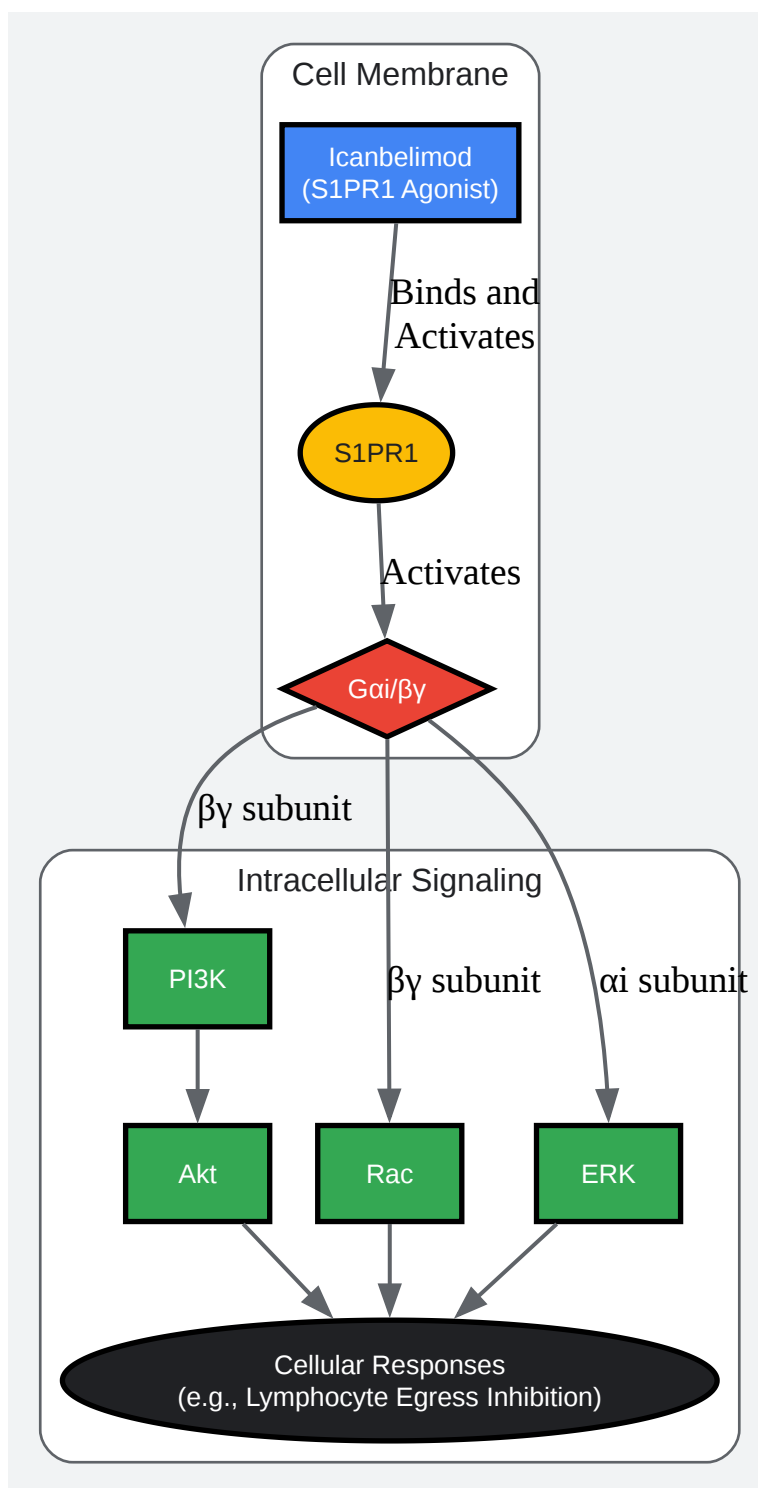 Cell Membrane
Icanbelimod
(S1PR1 Agonist)
Binds and
Activates
S1PR1
Activates
Gαi/βγ
βγ subunit
Intracellular Signaling
PI3K
βγ subunit
αi subunit
Akt
Rac
ERK
Cellular Responses
(e.g., Lymphocyte Egress Inhibition)